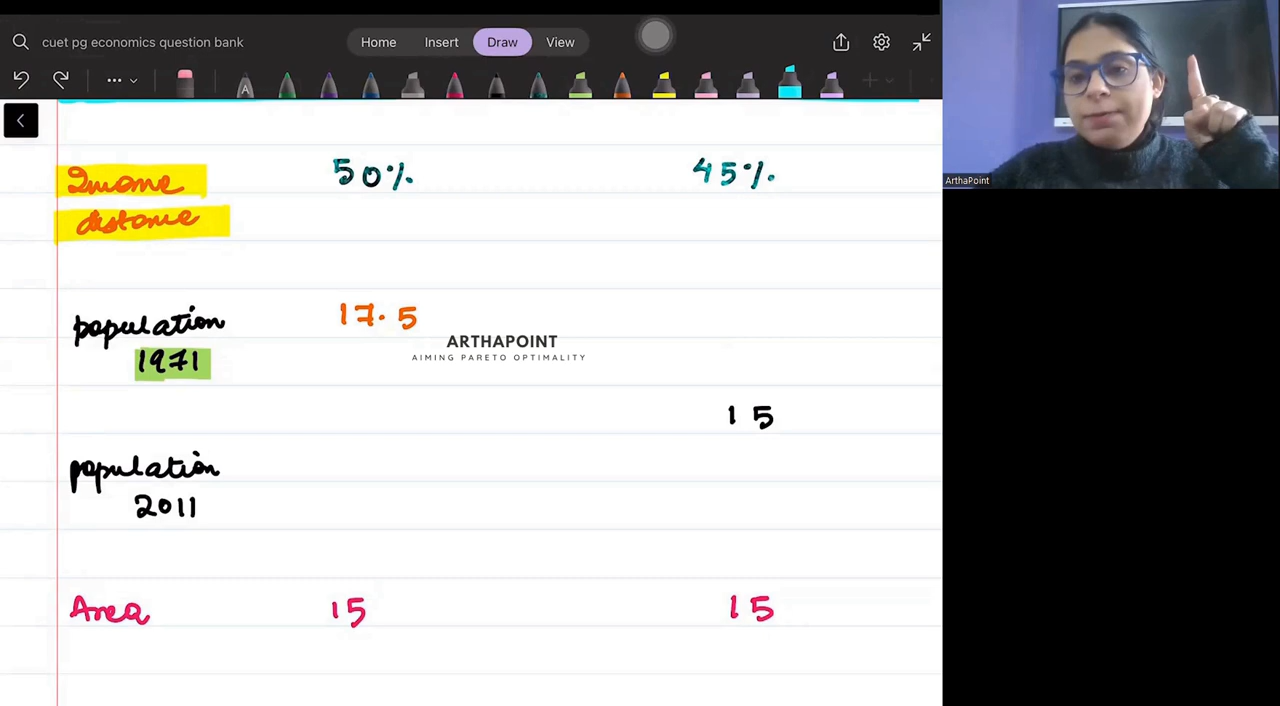 cuet pg economics question bank
Home Insert Draw View
A
Income 50% 45%
distance
population 17.5
1971
ARTHAPOINT
AIMING PARETO OPTIMALITY
15
population
2011
Area 15 15
ArthaPoint